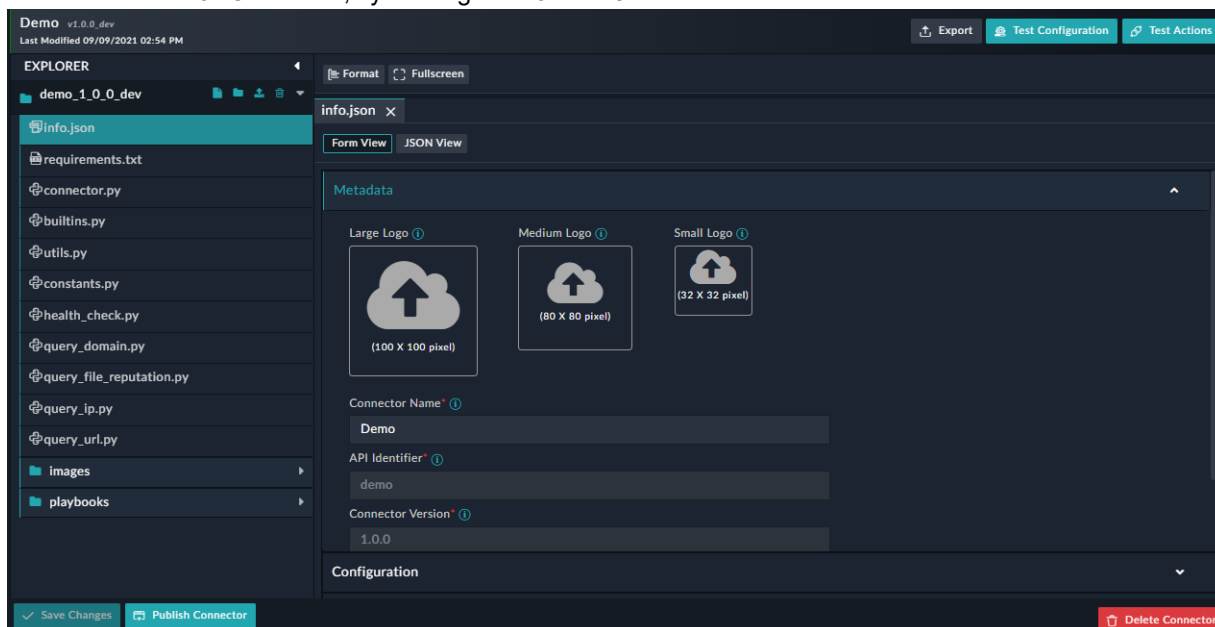 Demo v1.0.0_dev
Last Modified 09/09/2021 02:54 PM
Export
Test Configuration
Test Actions
EXPLORER
demo_1_0_0_dev
info.json
requirements.txt
connector.py
builtins.py
utils.py
constants.py
health_check.py
query_domain.py
query_file_reputation.py
query_ip.py
query_url.py
images
playbooks
Format
Fullscreen
info.json
Form View
JSON View
Metadata
Large Logo
Medium Logo
Small Logo
(100 X 100 pixel)
(80 X 80 pixel)
(32 X 32 pixel)
Connector Name*
Demo
API Identifier*
demo
Connector Version*
1.0.0
Configuration
Save Changes
Publish Connector
Delete Connector